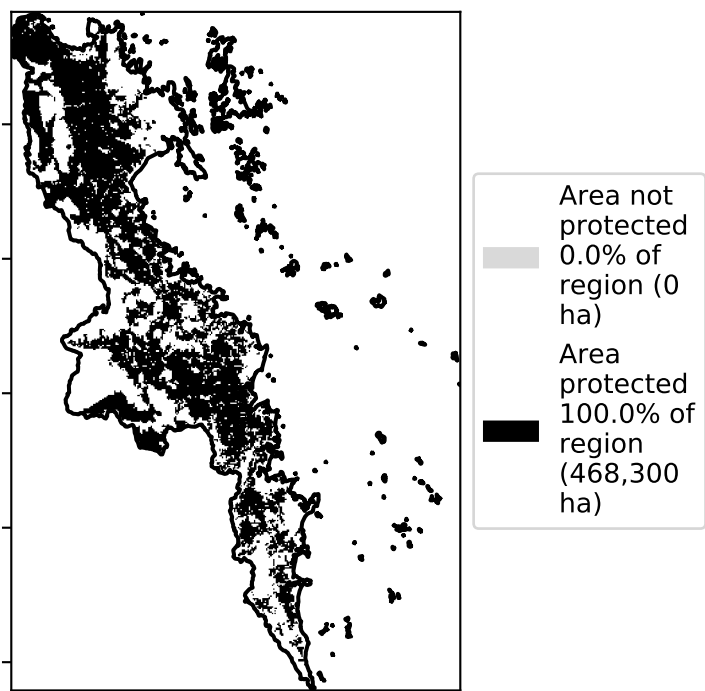 Area not
protected
0.0% of
region (0
ha)
Area
protected
100.0% of
region
(468,300
ha)